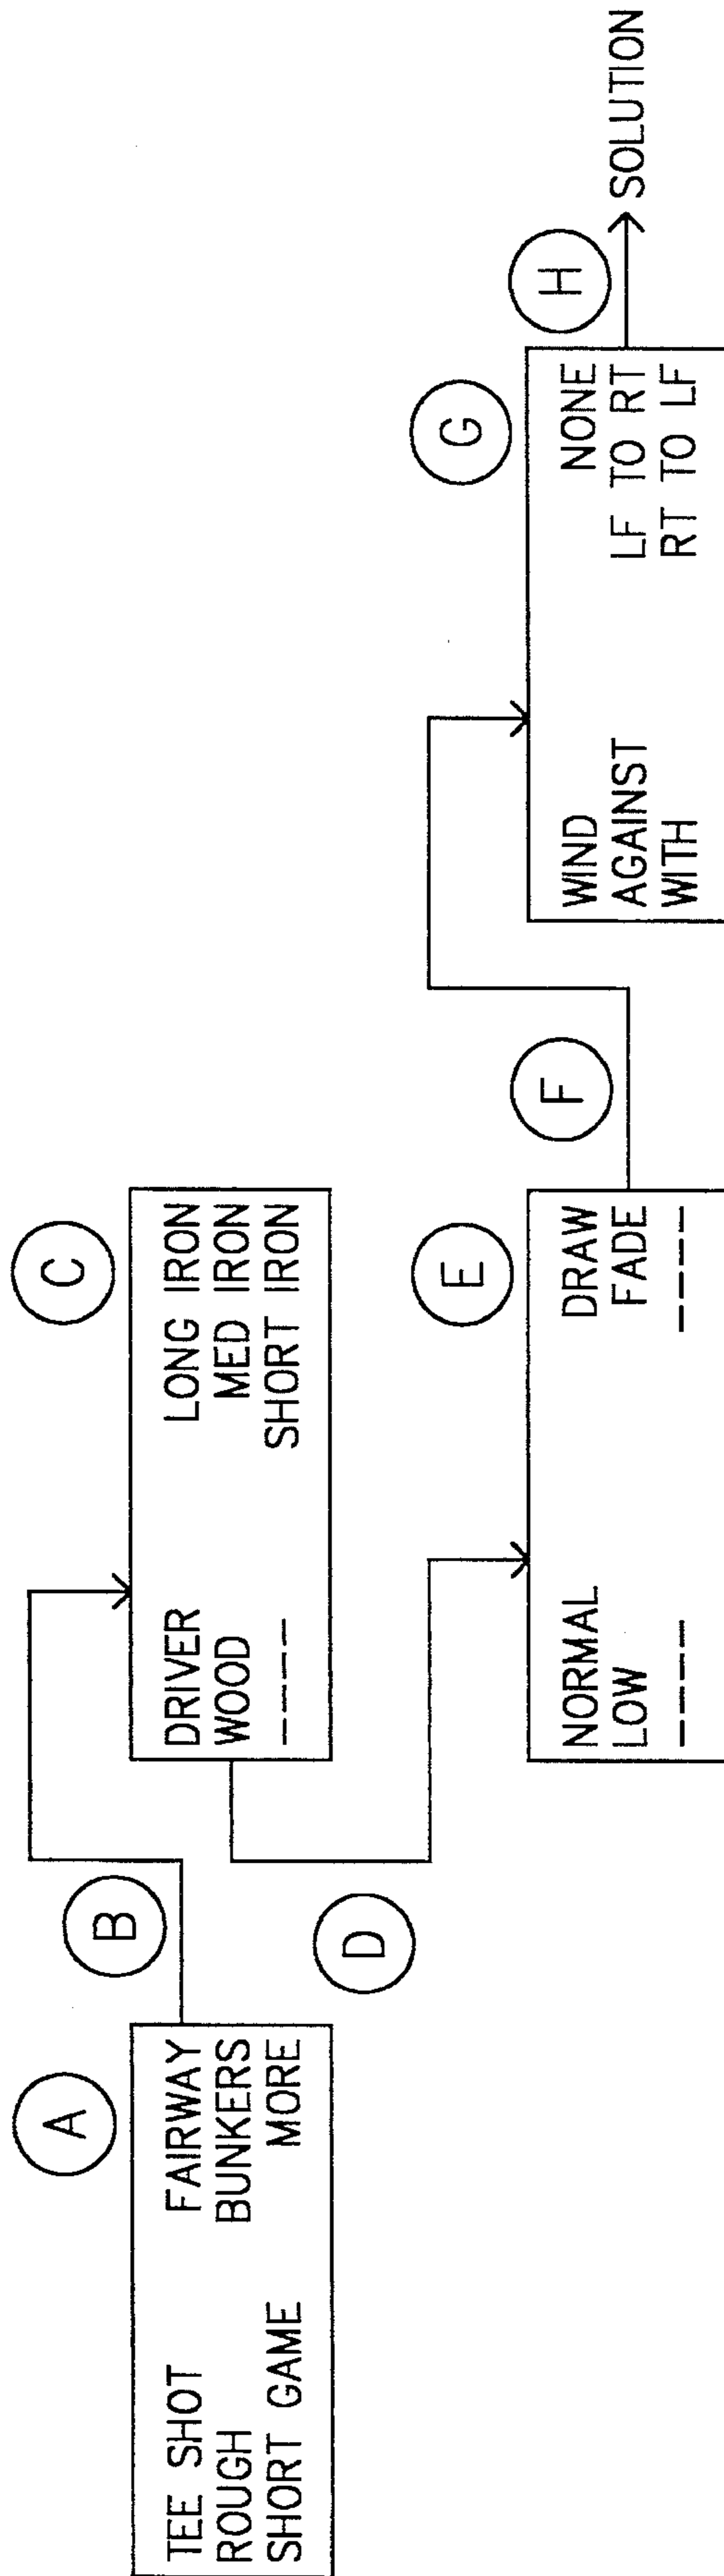 A
TEE SHOT FAIRWAY
ROUGH BUNKERS
SHORT GAME MORE
B
C
DRIVER LONG IRON
WOOD MED IRON
---- SHORT IRON
D
E
NORMAL DRAW
LOW FADE
---- ----
F
G
WIND NONE
AGAINST LF TO RT
WITH RT TO LF
H
SOLUTION